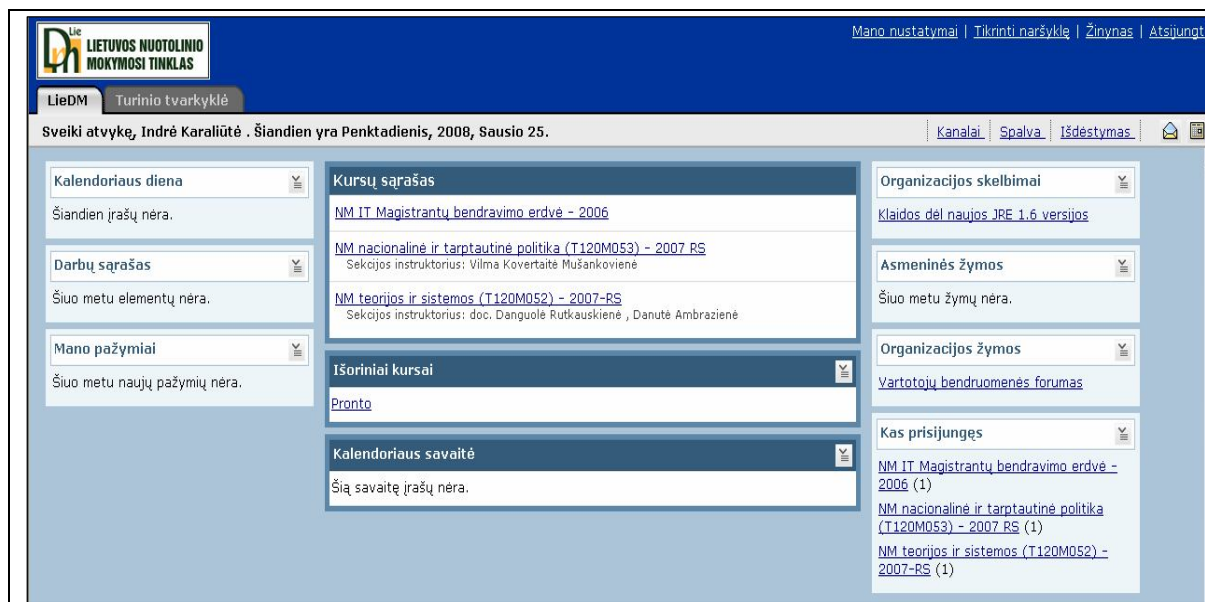 Lie
LIETUVOS NUOTOLINIO
MOKYMOSI TINKLAS
Mano nustatymai | Tikrinti naršyklę | Žinynas | Atsijungt
LieDM
Turinio tvarkyklė
Sveiki atvykę, Indrė Karaliūtė . Šiandien yra Penktadienis, 2008, Sausio 25.
Kanalai Spalva Išdėstymas
Kalendoriaus diena
Šiandien įrašų nėra.
Darbų sąrašas
Šiuo metu elementų nėra.
Mano pažymiai
Šiuo metu naujų pažymių nėra.
Kursų sąrašas
NM IT Magistrantų bendravimo erdvė - 2006
NM nacionalinė ir tarptautinė politika (T120M053) - 2007 RS
Sekcijos instruktorius: Vilma Kovertaitė Mušankovienė
NM teorijos ir sistemos (T120M052) - 2007-RS
Sekcijos instruktorius: doc. Danguolė Rutkauskienė , Danutė Ambrazienė
Išoriniai kursai
Pronto
Kalendoriaus savaitė
Šią savaitę įrašų nėra.
Organizacijos skelbimai
Klaidos dėl naujos JRE 1.6 versijos
Asmeninės žymos
Šiuo metu žymų nėra.
Organizacijos žymos
Vartotojų bendruomenės forumas
Kas prisijungęs
NM IT Magistrantų bendravimo erdvė -
2006 (1)
NM nacionalinė ir tarptautinė politika
(T120M053) - 2007 RS (1)
NM teorijos ir sistemos (T120M052) -
2007-RS (1)